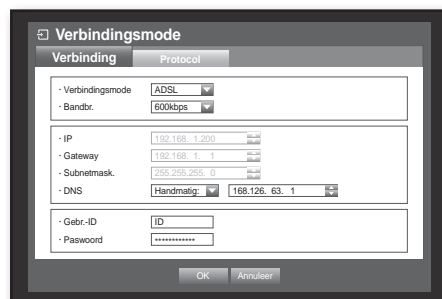 Verbindingsmode
Verbinding Protocol
· Verbindingsmode ADSL
· Bandbr. 600kbps
· IP 192.168. 1.200
· Gateway 192.168. 1. 1
· Subnetmask. 255.255.255. 0
· DNS Handmatig: 168.126. 63. 1
· Gebr.-ID ID
· Paswoord ************
OK Annuleer